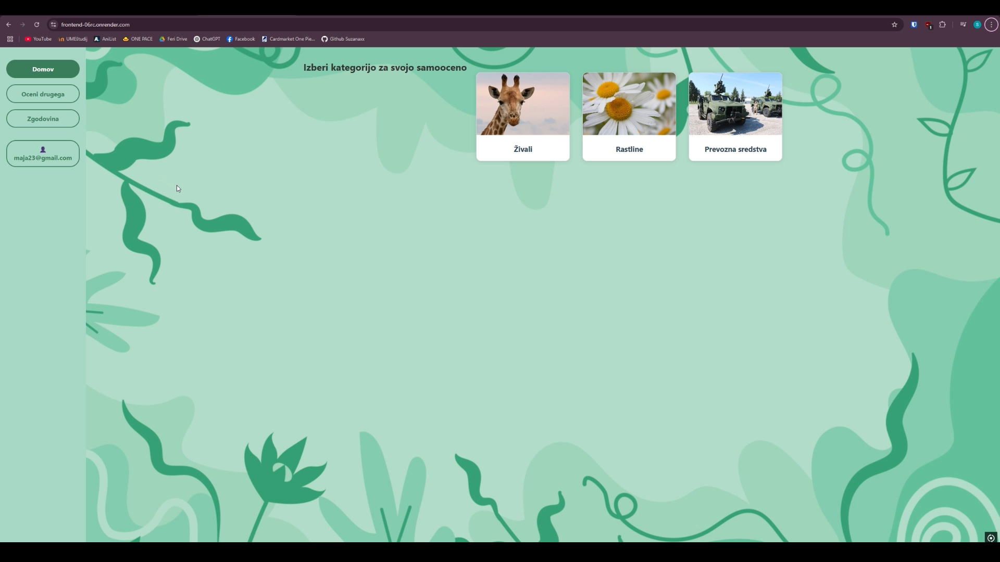 frontend-06rc.onrender.com
YouTube
UMEštudij
AniList
ONE PACE
Feri Drive
ChatGPT
Facebook
Cardmarket One Pie...
Github Suzanaxx
1
S
Domov
Oceni drugega
Zgodovina
maja23@gmail.com
Izberi kategorijo za svojo samooceno
Živali
Rastline
Prevozna sredstva